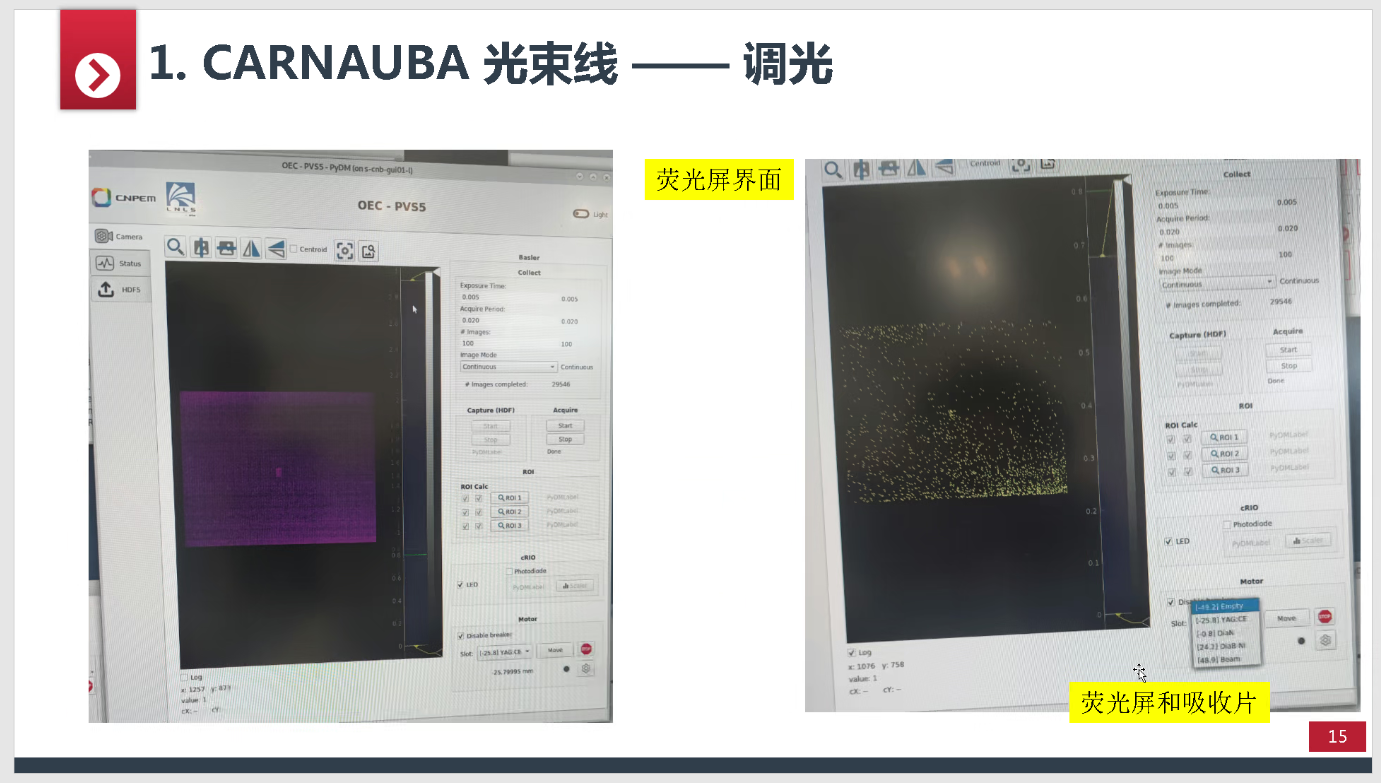 1. CARNAUBA 光束线 —— 调光
OEC - PVS5 - PyDM (on s-cnb-gui01-l)
CNPEM
LNLS
OEC - PVS5
Light
Camera
Status
HDF5
Centroid
Basler
Collect
Exposure Time:
0.005
0.005
Acquire Period:
0.020
0.020
# Images:
100
100
Image Mode
Continuous
Continuous
# Images completed:
29546
Capture (HDF)
Acquire
Start
Start
Stop
Stop
PyDMLabel
Done
ROI
ROI Calc
ROI 1
PyDMLabel
ROI 2
PyDMLabel
ROI 3
PyDMLabel
cRIO
Photodiode
LED
PyDMLabel
Scales
Motor
Disable breaker
Slot:
[-25.8] YAG:CE
Move
-25.79995 mm
Log
x: 1257 y: 823
value: 1
cX: -- cY:
荧光屏界面
Centroid
Collect
Exposure Time:
0.005
0.005
Acquire Period:
0.020
0.020
# Images:
100
100
Image Mode
Continuous
Continuous
# Images completed:
29546
Capture (HDF)
Acquire
Start
Start
Stop
Stop
PyDMLabel
Done
ROI
ROI Calc
ROI 1
PyDMLabel
ROI 2
PyDMLabel
ROI 3
PyDMLabel
cRIO
Photodiode
LED
PyDMLabel
Scales
Motor
[-49.2] Empty
Slot:
[-25.8] YAG:CE
Move
[-0.8] DiaN
[24.2] DiaB-NI
[48.9] Beam
0.8
0.7
0.6
0.5
0.4
0.3
0.2
0.1
0
Log
x: 1076 y: 758
value: 1
cX: -- cY: --
荧光屏和吸收片
15